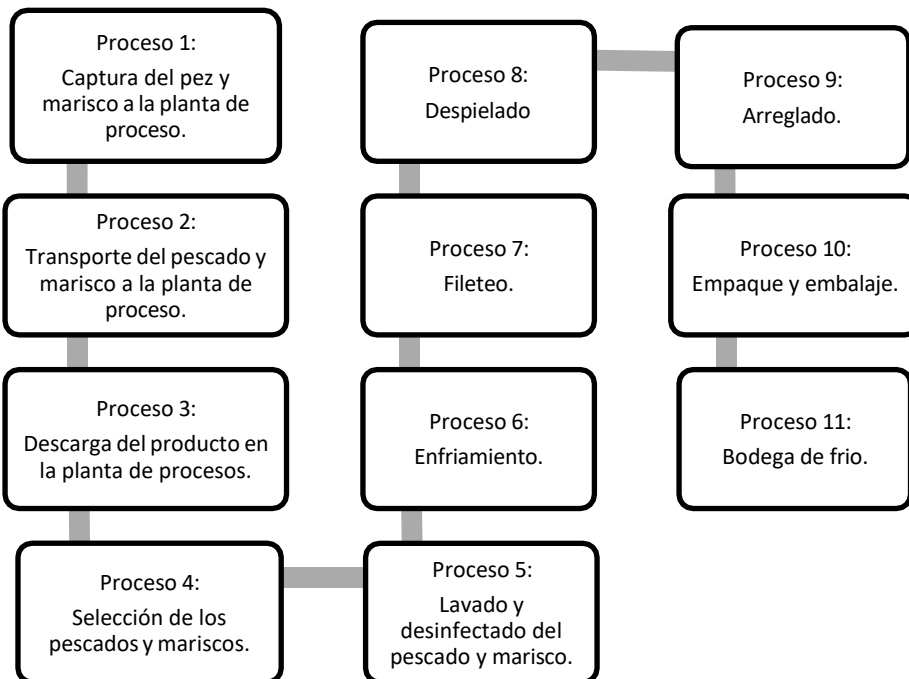 Proceso 1:
Captura del pez y
marisco a la planta de
proceso.
Proceso 2:
Transporte del pescado y
marisco a la planta de
proceso.
Proceso 3:
Descarga del producto en
la planta de procesos.
Proceso 4:
Selección de los
pescados y mariscos.
Proceso 5:
Lavado y
desinfectado del
pescado y marisco.
Proceso 6:
Enfriamiento.
Proceso 7:
Fileteo.
Proceso 8:
Despielado
Proceso 9:
Arreglado.
Proceso 10:
Empaque y embalaje.
Proceso 11:
Bodega de frio.